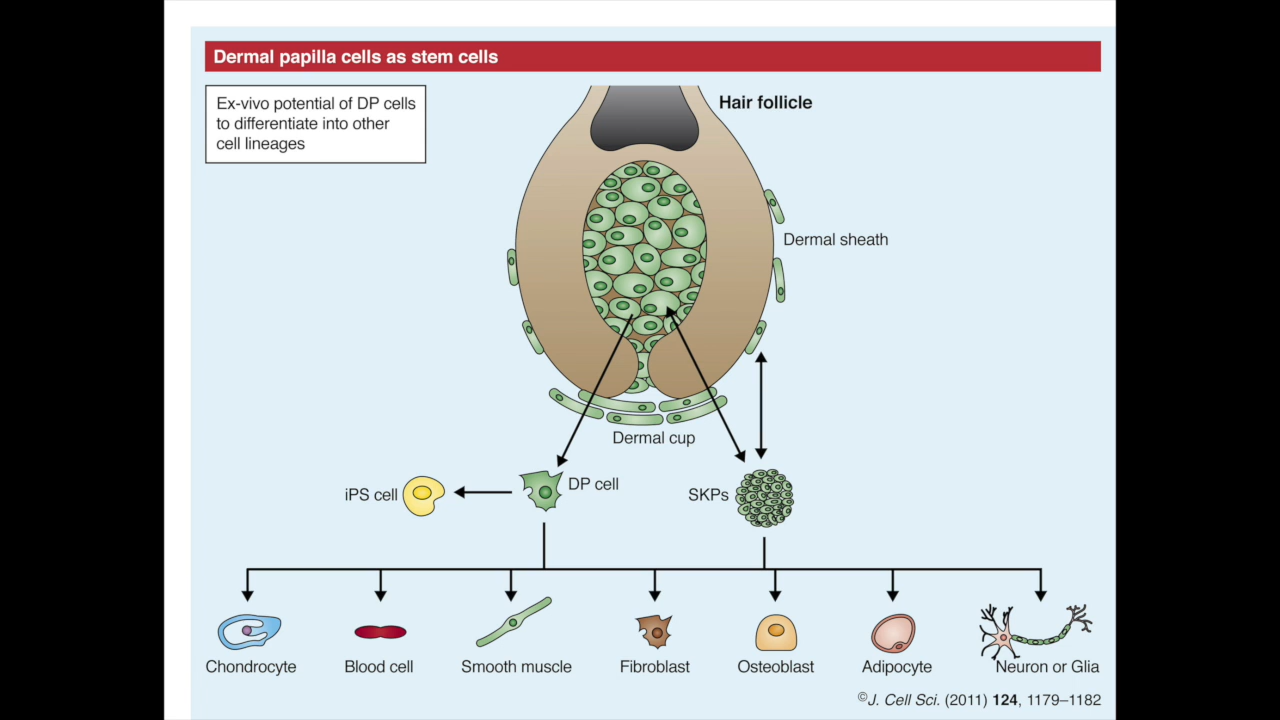 Dermal papilla cells as stem cells
Ex-vivo potential of DP cells
to differentiate into other
cell lineages
Hair follicle
Dermal sheath
Dermal cup
iPS cell
DP cell
SKPs
Chondrocyte
Blood cell
Smooth muscle
Fibroblast
Osteoblast
Adipocyte
Neuron or Glia
©J. Cell Sci. (2011) 124, 1179–1182